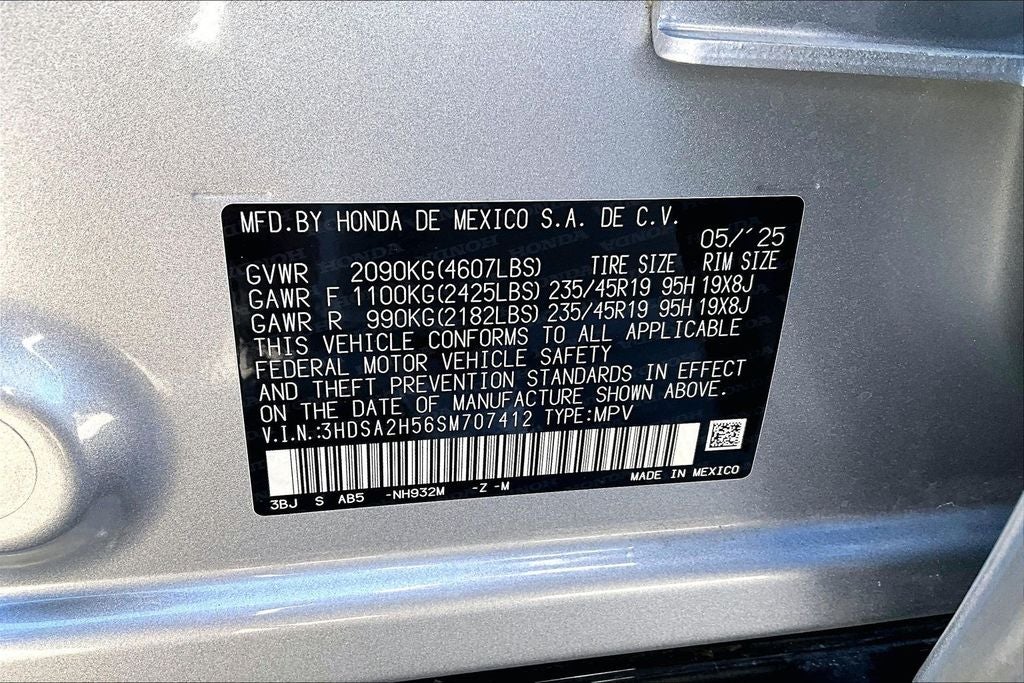 MFD.BY HONDA DE MEXICO S.A. DE C.V.
05/'25
GVWR 2090KG(4607LBS) TIRE SIZE RIM SIZE
GAWR F 1100KG(2425LBS) 235/45R19 95H 19X8J
GAWR R 990KG(2182LBS) 235/45R19 95H 19X8J
THIS VEHICLE CONFORMS TO ALL APPLICABLE
FEDERAL MOTOR VEHICLE SAFETY
AND THEFT PREVENTION STANDARDS IN EFFECT
ON THE DATE OF MANUFACTURE SHOWN ABOVE.
V.I.N.:3HDSA2H56SM707412 TYPE:MPV
MADE IN MEXICO
3BJ S AB5 -NH932M -Z -M